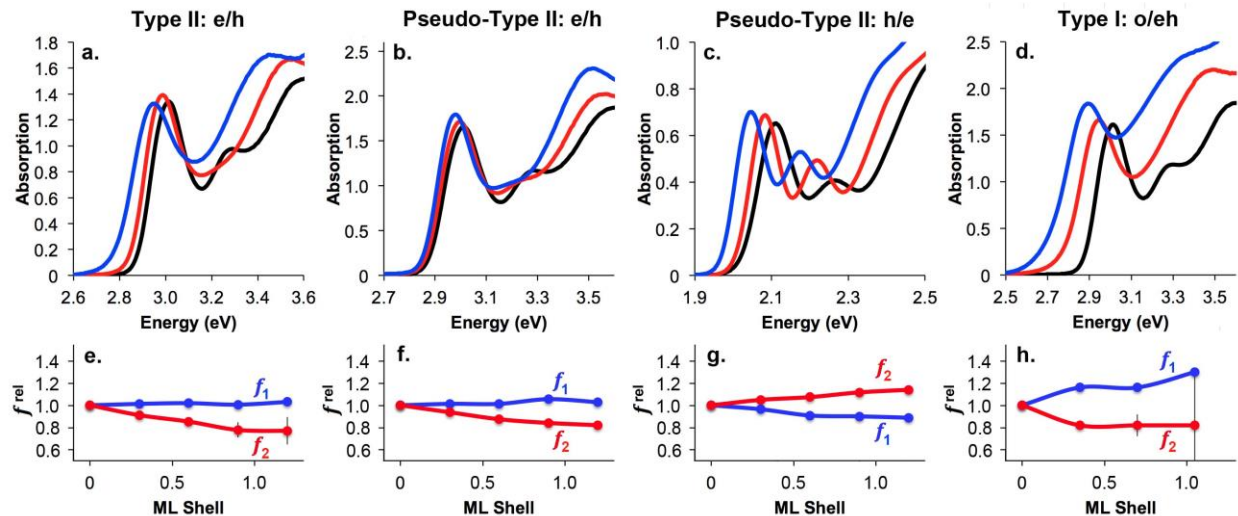 Type II: e/h
Pseudo-Type II: e/h
Pseudo-Type II: h/e
Type I: o/eh
a.
Absorption
1.8
1.6
1.4
1.2
1.0
0.8
0.6
0.4
0.2
0
2.6 2.8 3.0 3.2 3.4 3.6
Energy (eV)
b.
Absorption
2.5
2.0
1.5
1.0
0.5
0
2.7 2.9 3.1 3.3 3.5
Energy (eV)
c.
Absorption
1.0
0.8
0.6
0.4
0.2
0
1.9 2.1 2.3 2.5
Energy (eV)
d.
Absorption
2.5
2.0
1.5
1.0
0.5
0
2.5 2.7 2.9 3.1 3.3 3.5
Energy (eV)
e.
f rel
1.4
1.2
1.0
0.8
0.6
f1
f2
0 0.5 1.0
ML Shell
f.
1.4
1.2
1.0
0.8
0.6
f1
f2
0 0.5 1.0
ML Shell
g.
f rel
1.4
1.2
1.0
0.8
0.6
f2
f1
0 0.5 1.0
ML Shell
h.
f rel
1.4
1.2
1.0
0.8
0.6
f1
f2
0 0.5 1.0
ML Shell